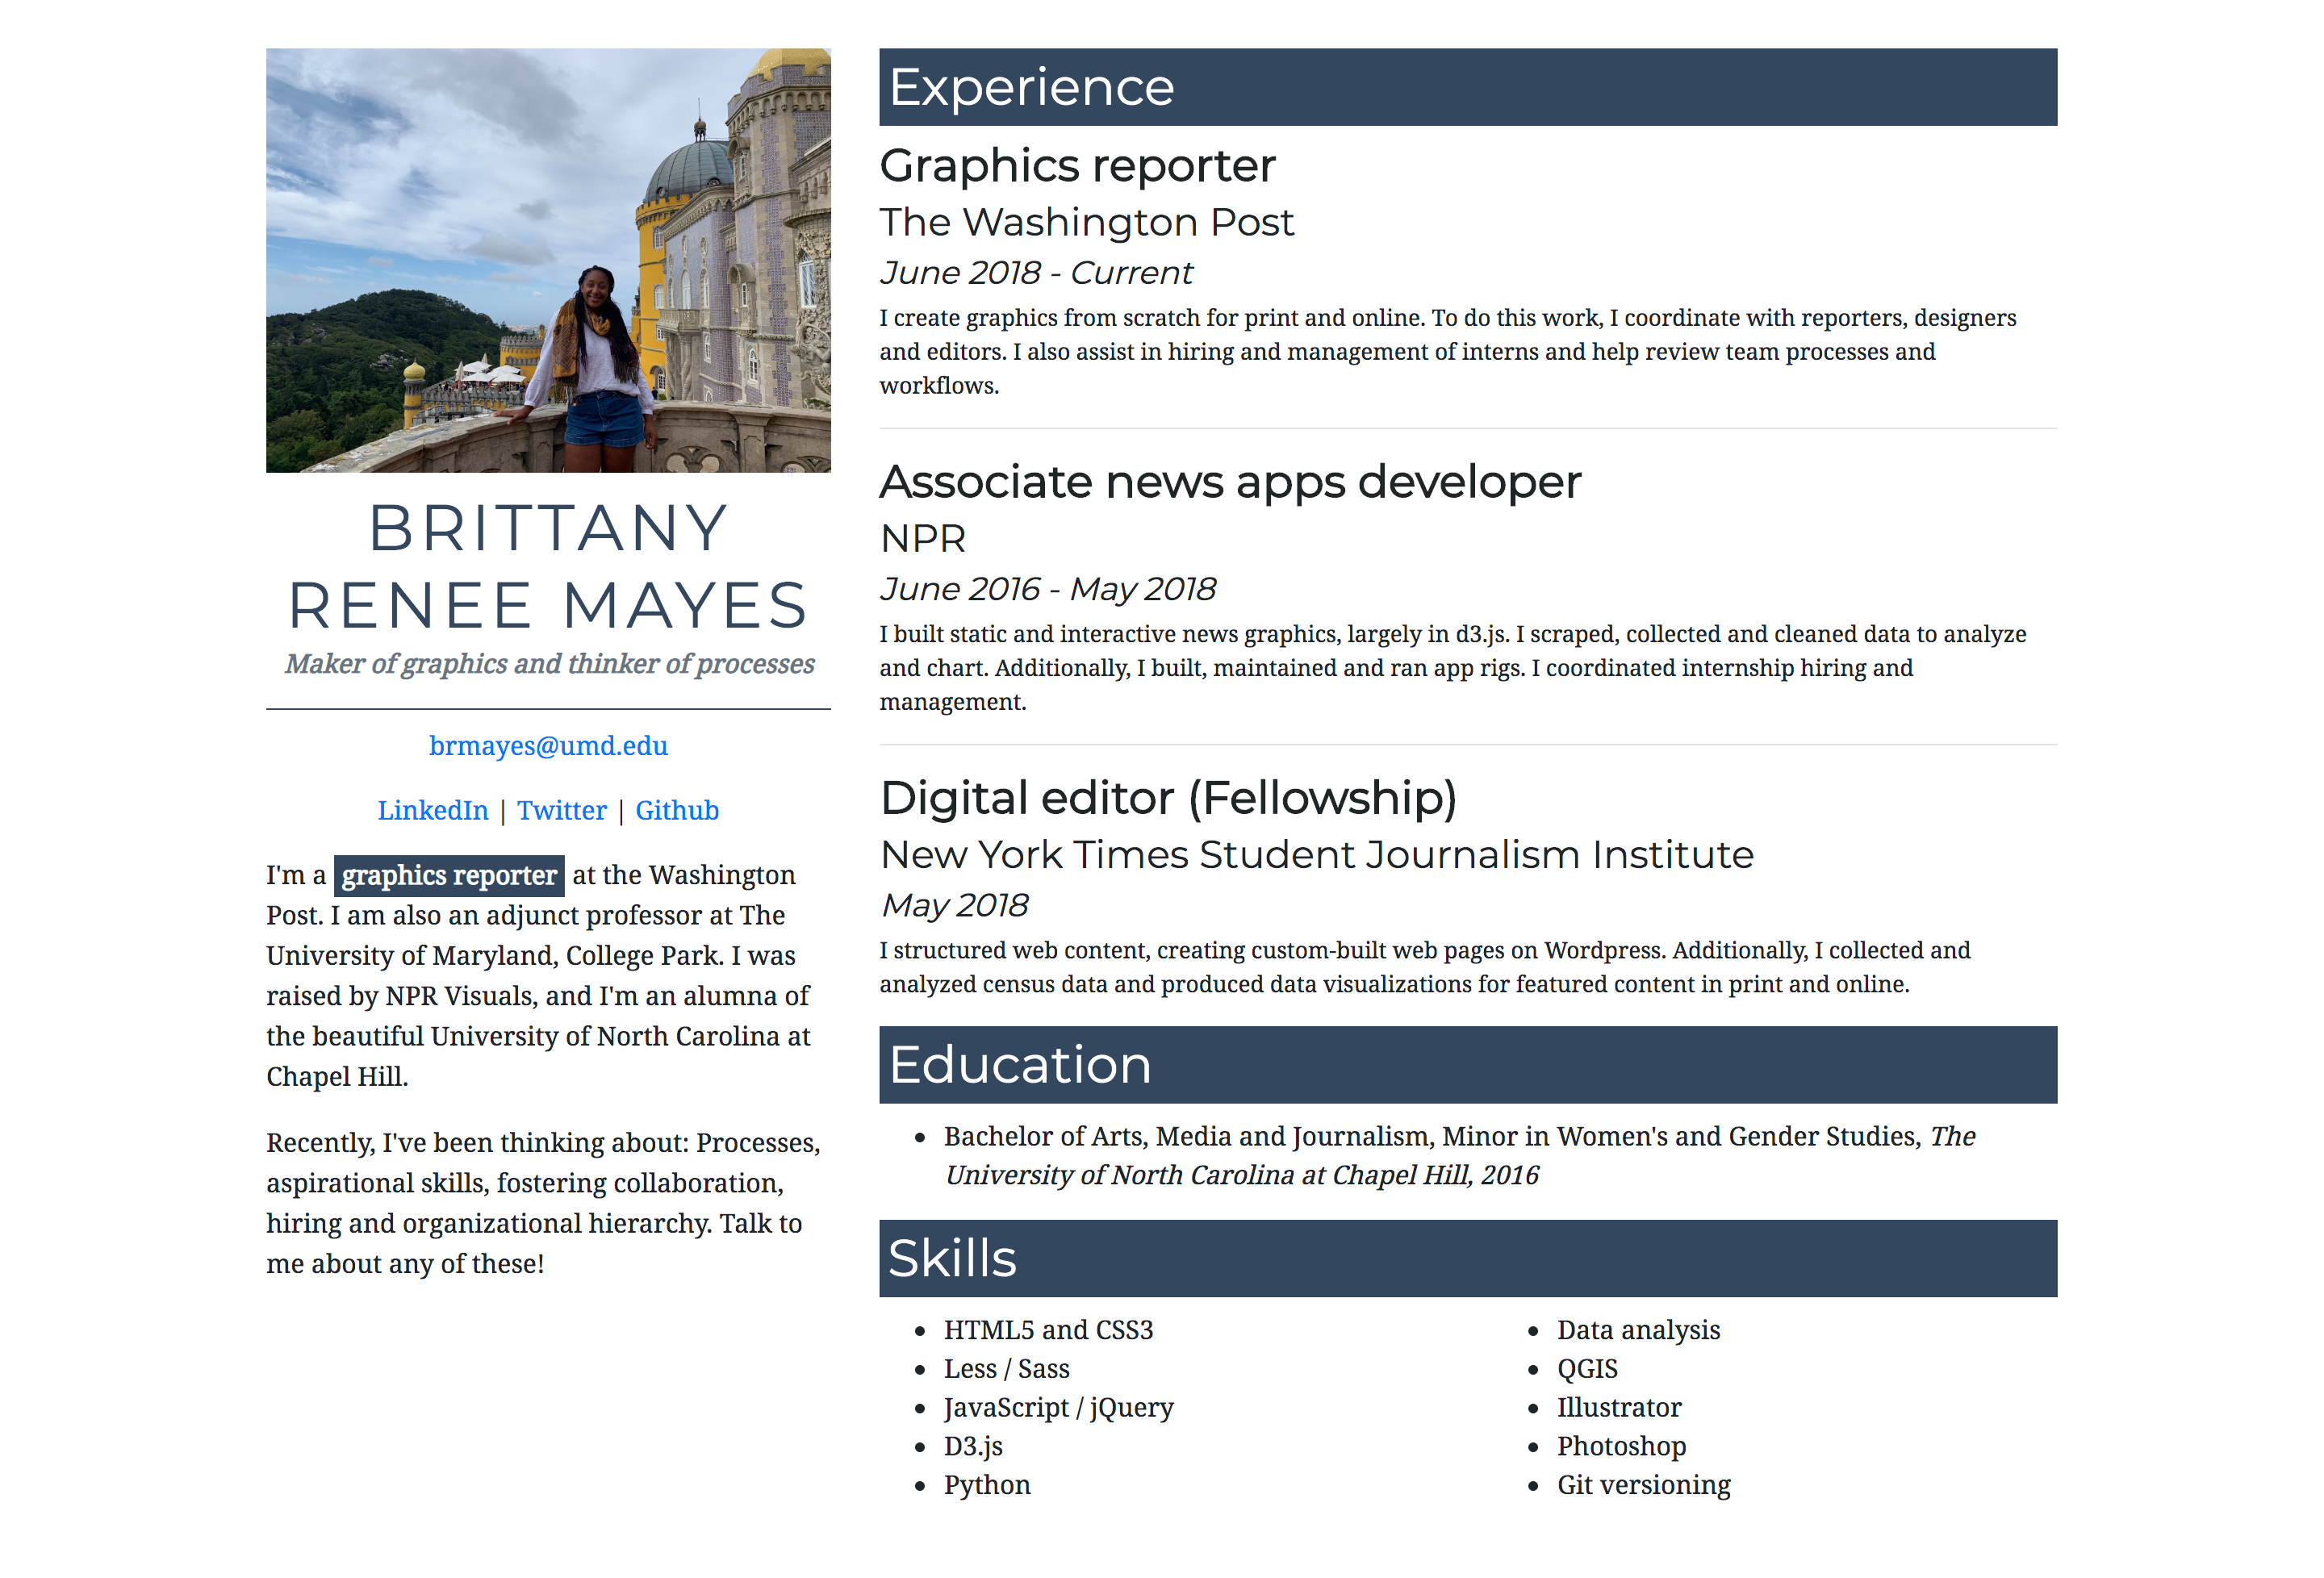 BRITTANY
RENEE MAYES
Maker of graphics and thinker of processes
brmayes@umd.edu
LinkedIn | Twitter | Github
I'm a graphics reporter at the Washington
Post. I am also an adjunct professor at The
University of Maryland, College Park. I was
raised by NPR Visuals, and I'm an alumna of
the beautiful University of North Carolina at
Chapel Hill.
Recently, I've been thinking about: Processes,
aspirational skills, fostering collaboration,
hiring and organizational hierarchy. Talk to
me about any of these!
Experience
Graphics reporter
The Washington Post
June 2018 - Current
I create graphics from scratch for print and online. To do this work, I coordinate with reporters, designers
and editors. I also assist in hiring and management of interns and help review team processes and
workflows.
Associate news apps developer
NPR
June 2016 - May 2018
I built static and interactive news graphics, largely in d3.js. I scraped, collected and cleaned data to analyze
and chart. Additionally, I built, maintained and ran app rigs. I coordinated internship hiring and
management.
Digital editor (Fellowship)
New York Times Student Journalism Institute
May 2018
I structured web content, creating custom-built web pages on Wordpress. Additionally, I collected and
analyzed census data and produced data visualizations for featured content in print and online.
Education
• Bachelor of Arts, Media and Journalism, Minor in Women's and Gender Studies, The
University of North Carolina at Chapel Hill, 2016
Skills
• HTML5 and CSS3
• Less / Sass
• JavaScript / jQuery
• D3.js
• Python
• Data analysis
• QGIS
• Illustrator
• Photoshop
• Git versioning